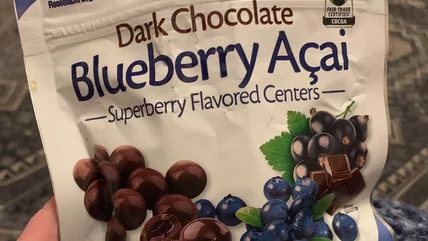 FAIR TRADE
CERTIFIED
COCOA
Dark Chocolate
Blueberry Açai
Superberry Flavored Centers